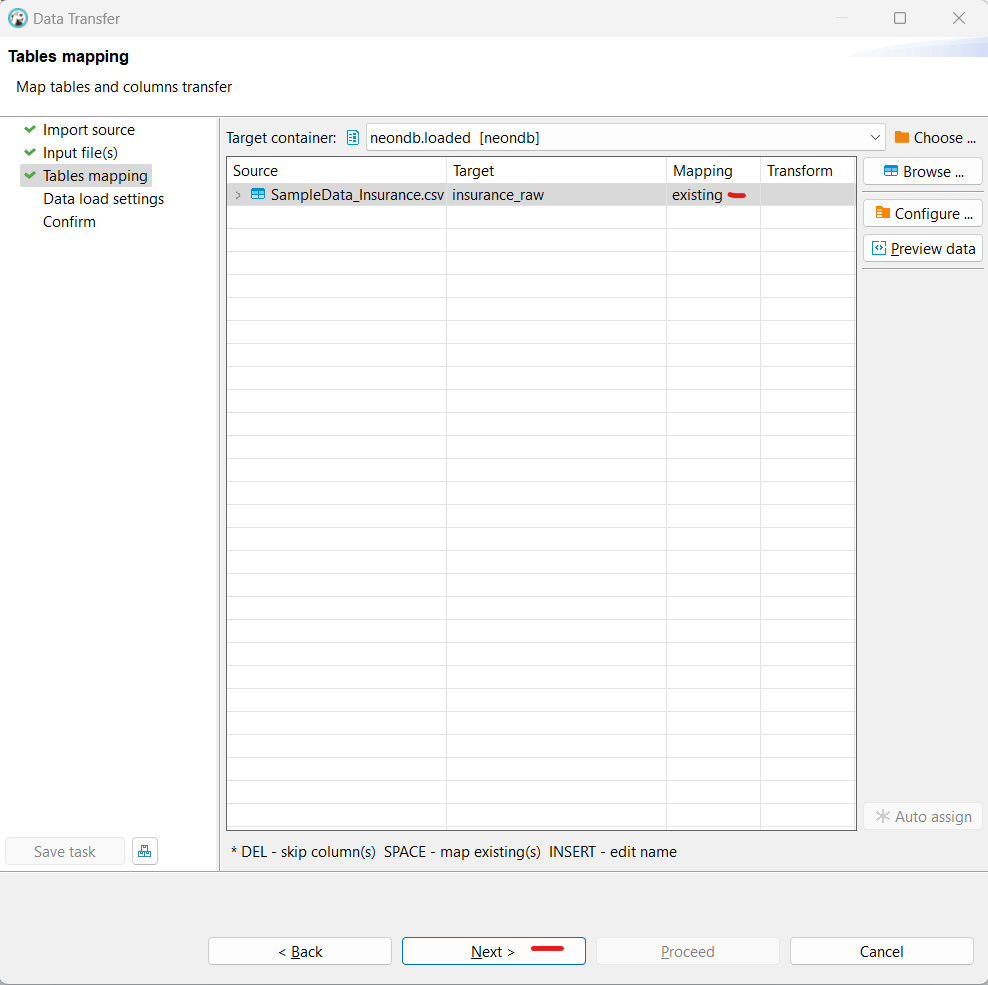 Data Transfer
Tables mapping
Map tables and columns transfer
Import source
Input file(s)
Tables mapping
Data load settings
Confirm
Target container: neondb.loaded [neondb] Choose ...
Source Target Mapping Transform
SampleData_Insurance.csv insurance_raw existing
Browse ...
Configure ...
Preview data
Auto assign
Save task
* DEL - skip column(s) SPACE - map existing(s) INSERT - edit name
< Back Next > Proceed Cancel